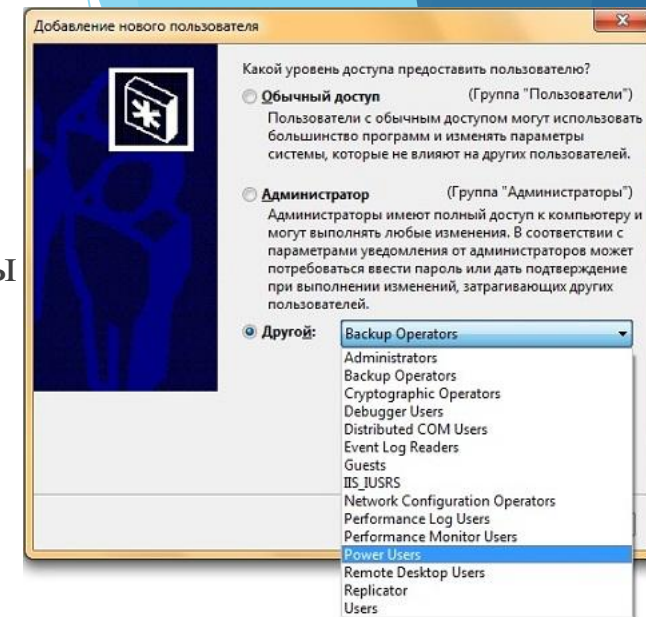 Добавление нового пользователя
Какой уровень доступа предоставить пользователю?
Обычный доступ (Группа "Пользователи")
Пользователи с обычным доступом могут использовать
большинство программ и изменять параметры
системы, которые не влияют на других пользователей.
Администратор (Группа "Администраторы")
Администраторы имеют полный доступ к компьютеру и
могут выполнять любые изменения. В соответствии с
параметрами уведомления от администраторов может
потребоваться ввести пароль или дать подтверждение
при выполнении изменений, затрагивающих других
пользователей.
ы
Другой: Backup Operators
Administrators
Backup Operators
Cryptographic Operators
Debugger Users
Distributed COM Users
Event Log Readers
Guests
IIS_IUSRS
Network Configuration Operators
Performance Log Users
Performance Monitor Users
Power Users
Remote Desktop Users
Replicator
Users